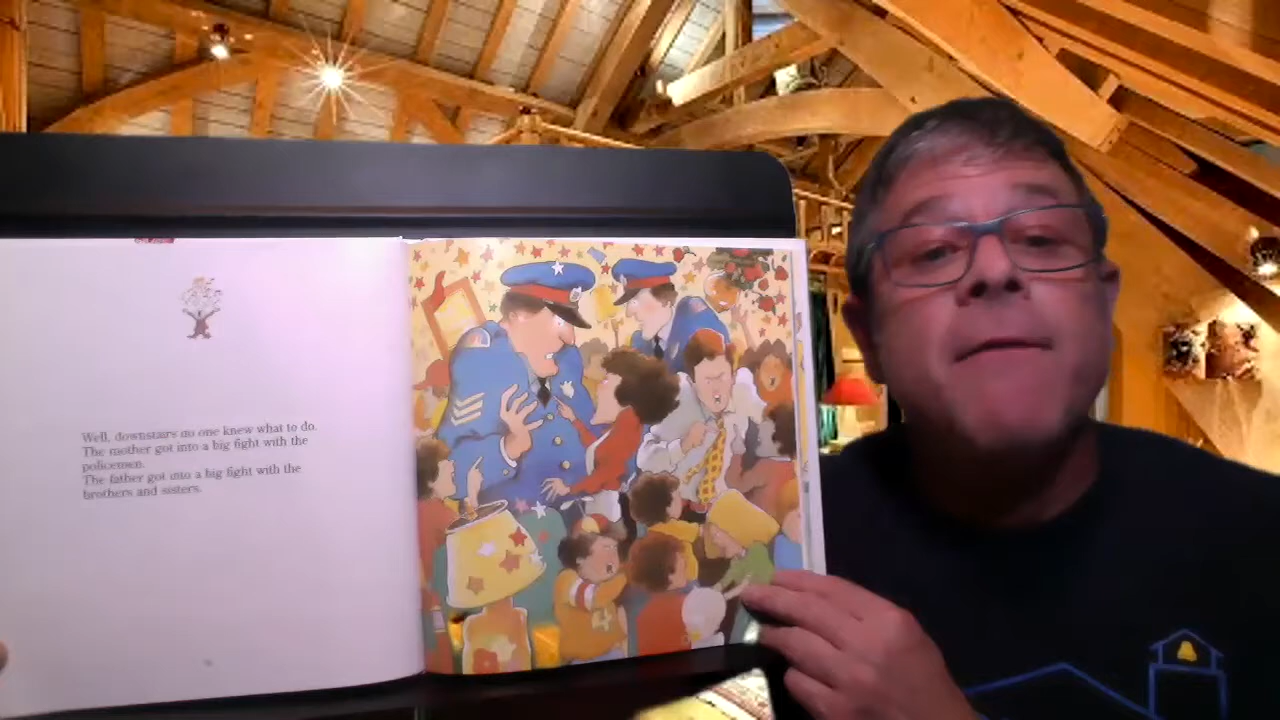 Well, downstairs no one knew what to do.
The mother got into a big fight with the
policemen.
The father got into a big fight with the
brothers and sisters.
4